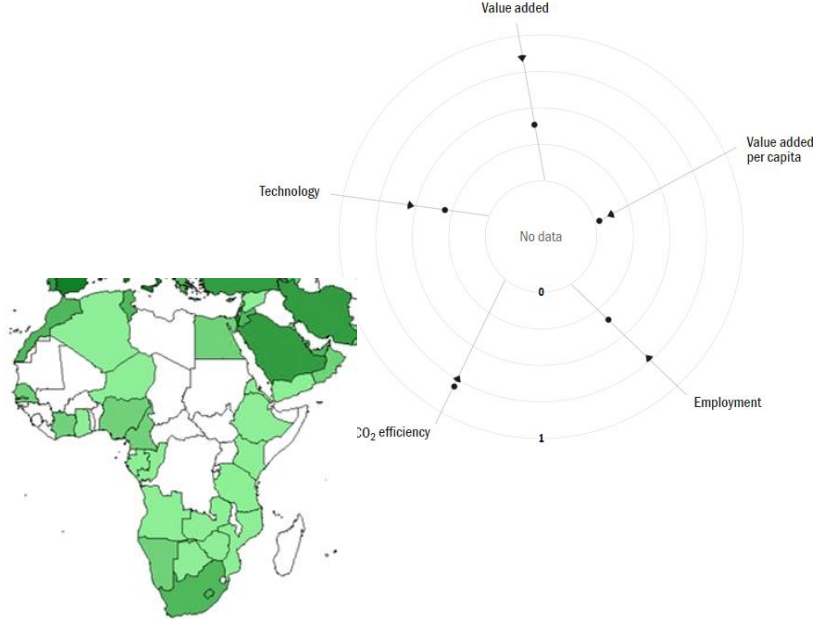 Value added
Value added
per capita
Technology
No data
0
Employment
CO₂ efficiency
1